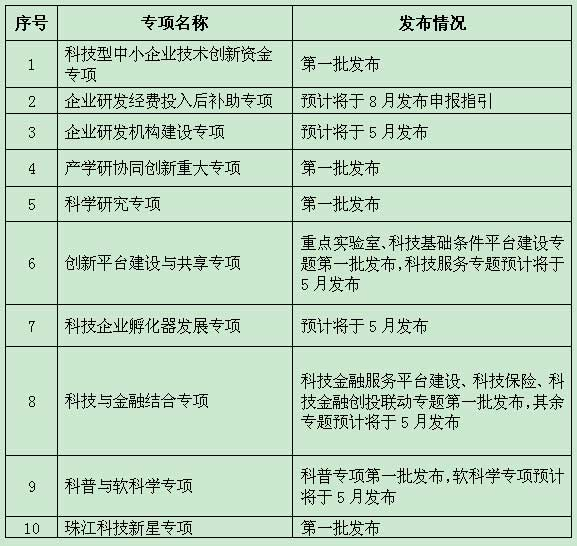 序号 专项名称 发布情况
1 科技型中小企业技术创新资金
专项 第一批发布
2 企业研发经费投入后补助专项 预计将于8月发布申报指引
3 企业研发机构建设专项 预计将于5月发布
4 产学研协同创新重大专项 第一批发布
5 科学研究专项 第一批发布
6 创新平台建设与共享专项 重点实验室、科技基础条件平台建设专
题第一批发布,科技服务专题预计将于
5月发布
7 科技企业孵化器发展专项 预计将于5月发布
8 科技与金融结合专项 科技金融服务平台建设、科技保险、科
技金融创投联动专题第一批发布,其余
专题预计将于5月发布
9 科普与软科学专项 科普专项第一批发布,软科学专项预计
将于5月发布
10 珠江科技新星专项 第一批发布